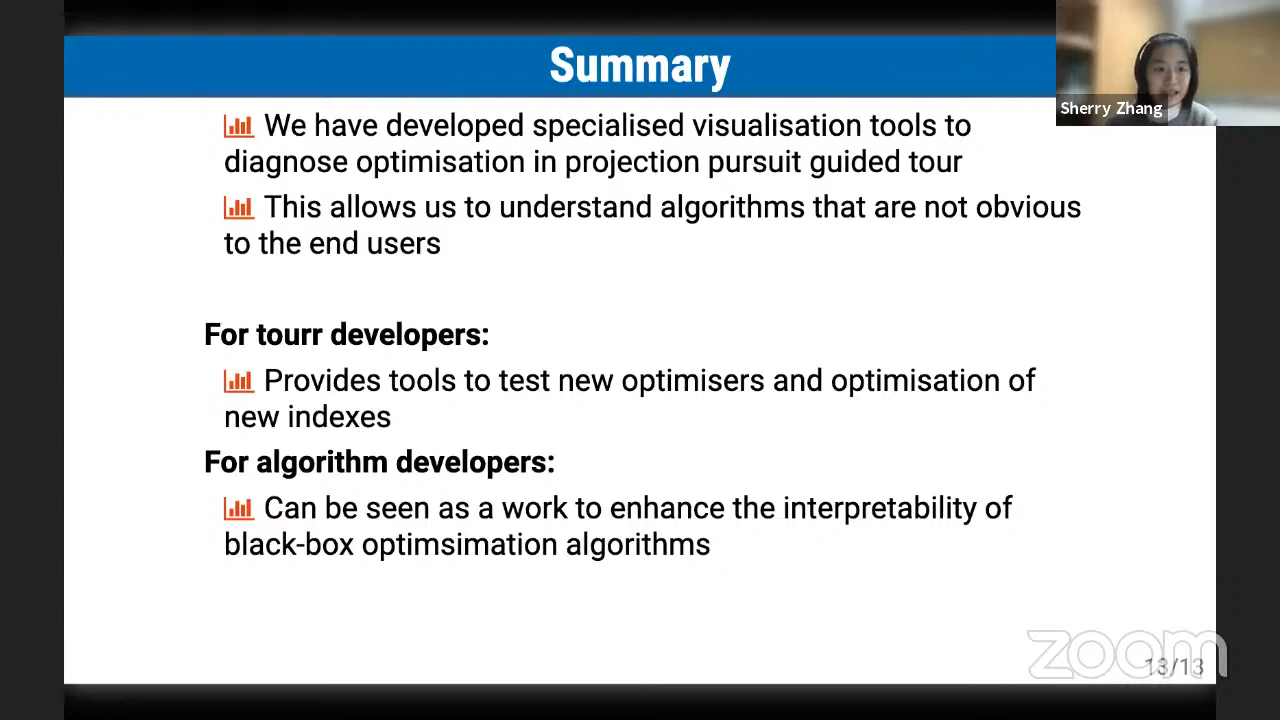 Summary
Sherry Zhang
We have developed specialised visualisation tools to
diagnose optimisation in projection pursuit guided tour
This allows us to understand algorithms that are not obvious
to the end users
For tourr developers:
Provides tools to test new optimisers and optimisation of
new indexes
For algorithm developers:
Can be seen as a work to enhance the interpretability of
black-box optimsimation algorithms
zoom
13/13